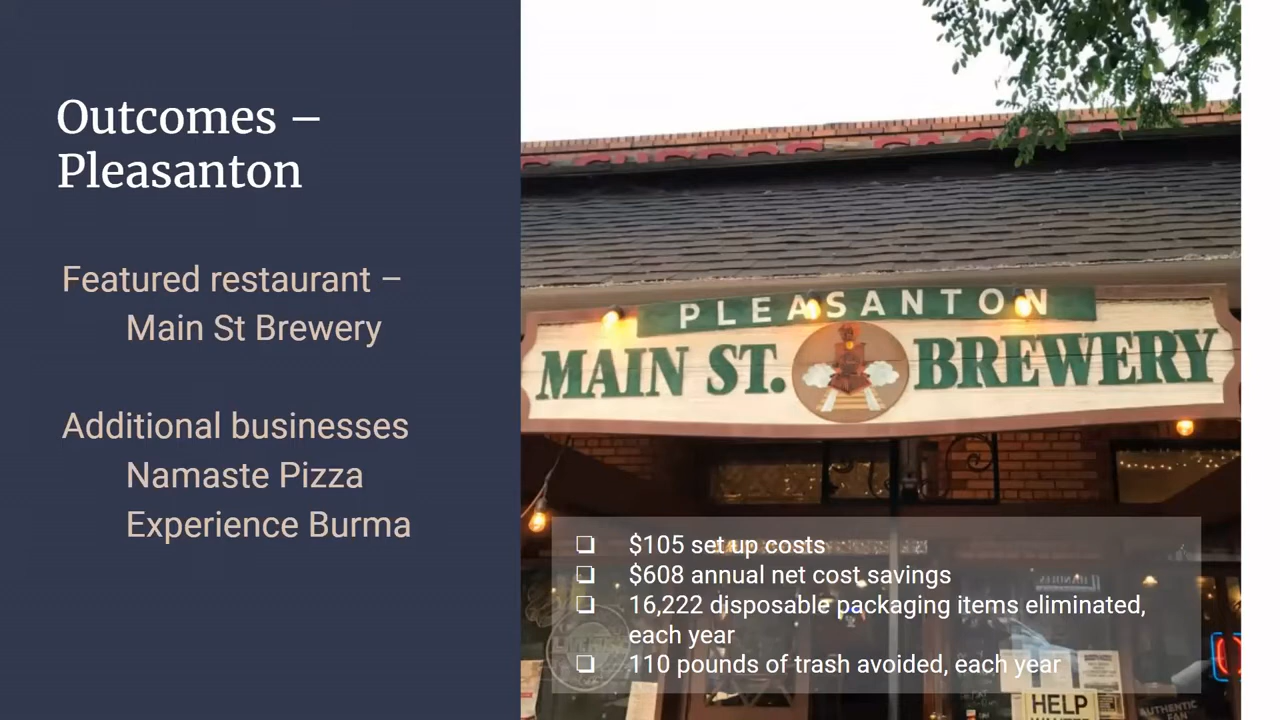 Outcomes –
Pleasanton
Featured restaurant –
Main St Brewery
Additional businesses
Namaste Pizza
Experience Burma
PLEASANTON
MAIN ST. BREWERY
❏ $105 set up costs
❏ $608 annual net cost savings
❏ 16,222 disposable packaging items eliminated,
each year
❏ 110 pounds of trash avoided, each year
HELP
AUTHENTIC